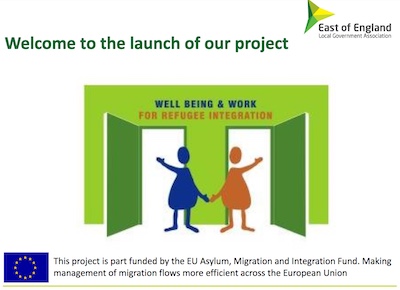 East of England
Local Government Association
Welcome to the launch of our project
WELL BEING & WORK
FOR REFUGEE INTEGRATION
This project is part funded by the EU Asylum, Migration and Integration Fund. Making
management of migration flows more efficient across the European Union